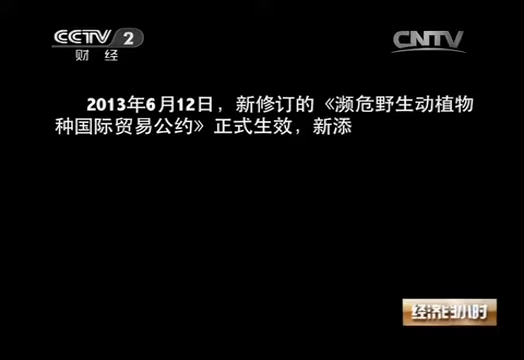 CCTV 2
财经
CNTV
2013年6月12日，新修订的《濒危野生动植物
种国际贸易公约》正式生效，新添
经济半小时